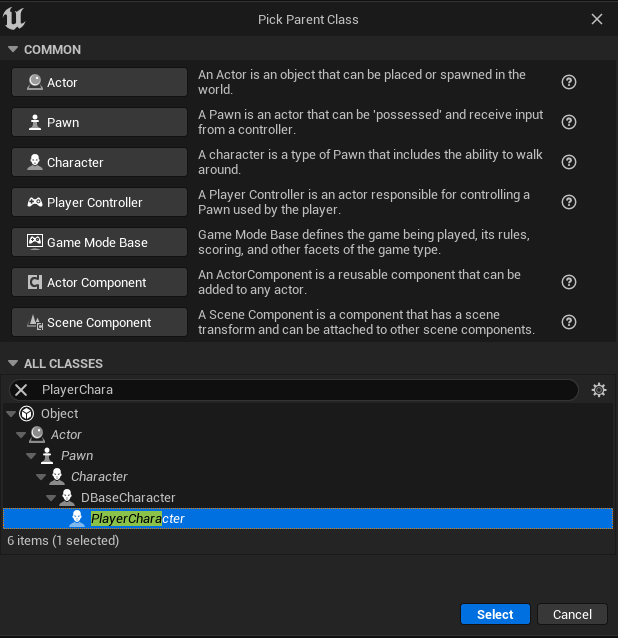 Pick Parent Class
COMMON
Actor
An Actor is an object that can be placed or spawned in the
world.
Pawn
A Pawn is an actor that can be 'possessed' and receive input
from a controller.
Character
A character is a type of Pawn that includes the ability to walk
around.
Player Controller
A Player Controller is an actor responsible for controlling a
Pawn used by the player.
Game Mode Base
Game Mode Base defines the game being played, its rules,
scoring, and other facets of the game type.
Actor Component
An ActorComponent is a reusable component that can be
added to any actor.
Scene Component
A Scene Component is a component that has a scene
transform and can be attached to other scene components.
ALL CLASSES
PlayerChara
Object
Actor
Pawn
Character
DBaseCharacter
PlayerCharacter
6 items (1 selected)
Select
Cancel